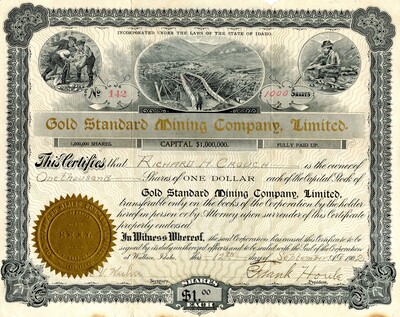 INCORPORATED UNDER THE LAWS OF THE STATE OF IDAHO.
No 142 1000 SHARES
Gold Standard Mining Company, Limited.
1,000,000 SHARES. CAPITAL $1,000,000. FULLY PAID UP.
This Certifies that RICHARD H CROUCH is the owner of
One thousand Shares of ONE DOLLAR each of the Capital Stock of
Gold Standard Mining Company, Limited.
transferable only on the books of the Corporation by the holder
hereof in person or by Attorney upon surrender of this Certificate
properly endorsed.
In Witness Whereof, the said Corporation has caused this Certificate to be
signed by its duly authorized officers and to be sealed with the Seal of the Corporation
at Wallace, Idaho this day of September A.D. 190
Frank Houle
Secretary. President.
SHARES
$1.00
EACH